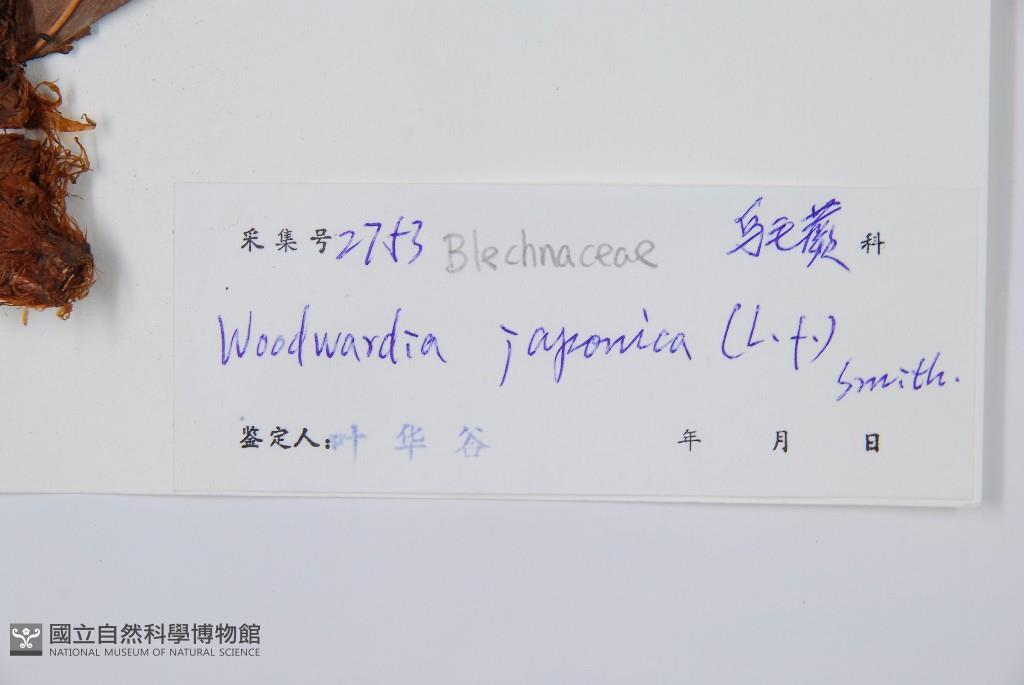 采集号 2753 Blechnaceae 乌毛蕨 科
Woodwardia japonica (L.f.)
Smith.
鉴定人: 叶华谷 年 月 日
國立自然科學博物館
NATIONAL MUSEUM OF NATURAL SCIENCE